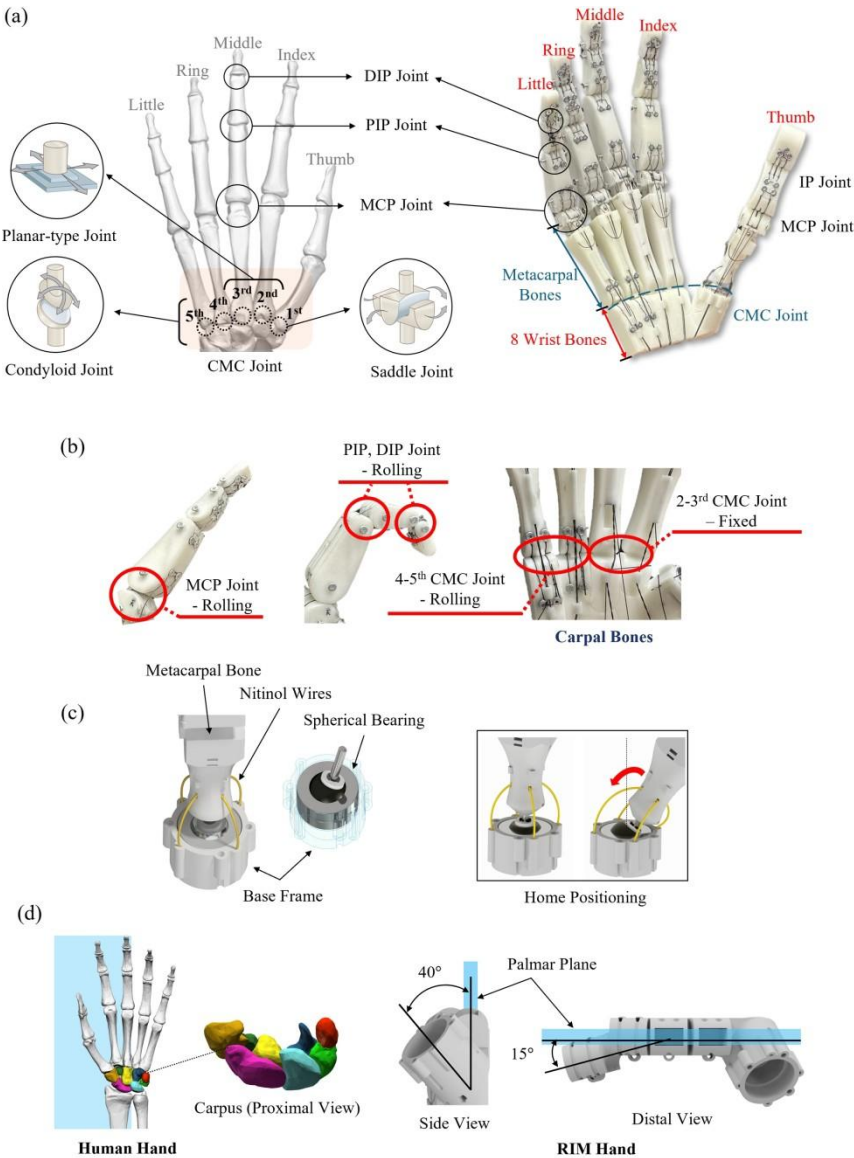 (a)
Middle
Index
Ring
Little
Thumb
DIP Joint
PIP Joint
MCP Joint
Planar-type Joint
Condyloid Joint
5th
4th
3rd
2nd
1st
CMC Joint
Saddle Joint
Middle
Index
Ring
Little
Thumb
IP Joint
MCP Joint
Metacarpal
Bones
CMC Joint
8 Wrist Bones
(b)
MCP Joint
- Rolling
PIP, DIP Joint
- Rolling
4-5th CMC Joint
- Rolling
2-3rd CMC Joint
– Fixed
Carpal Bones
(c)
Metacarpal Bone
Nitinol Wires
Spherical Bearing
Base Frame
Home Positioning
(d)
Carpus (Proximal View)
Human Hand
40°
Palmar Plane
15°
Side View
Distal View
RIM Hand